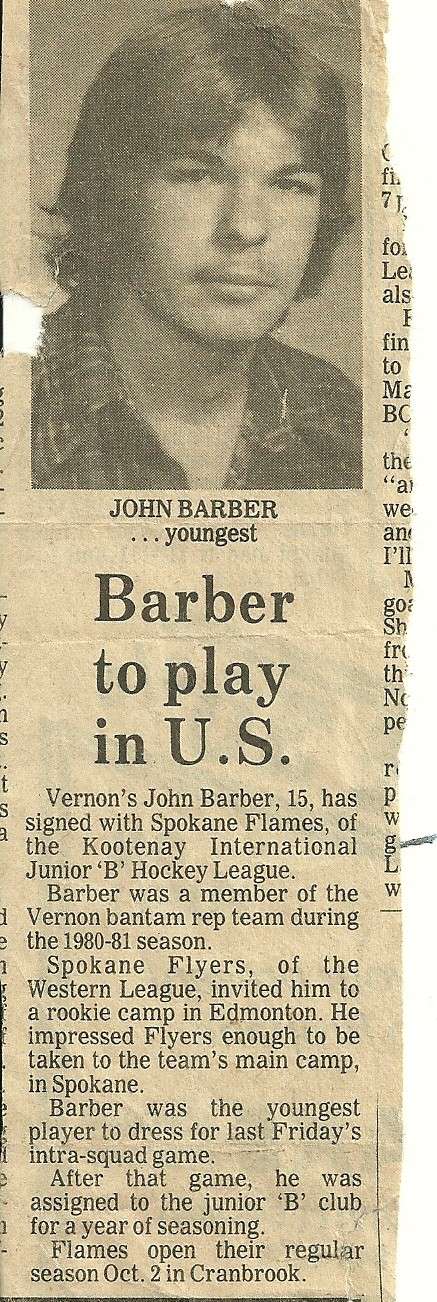 JOHN BARBER
...youngest
Barber
to play
in U.S.
Vernon's John Barber, 15, has
signed with Spokane Flames, of
the Kootenay International
Junior 'B' Hockey League.
Barber was a member of the
Vernon bantam rep team during
the 1980-81 season.
Spokane Flyers, of the
Western League, invited him to
a rookie camp in Edmonton. He
impressed Flyers enough to be
taken to the team's main camp,
in Spokane.
Barber was the youngest
player to dress for last Friday's
intra-squad game.
After that game, he was
assigned to the junior 'B' club
for a year of seasoning.
Flames open their regular
season Oct. 2 in Cranbrook.
fin
to
BC
we
I'll